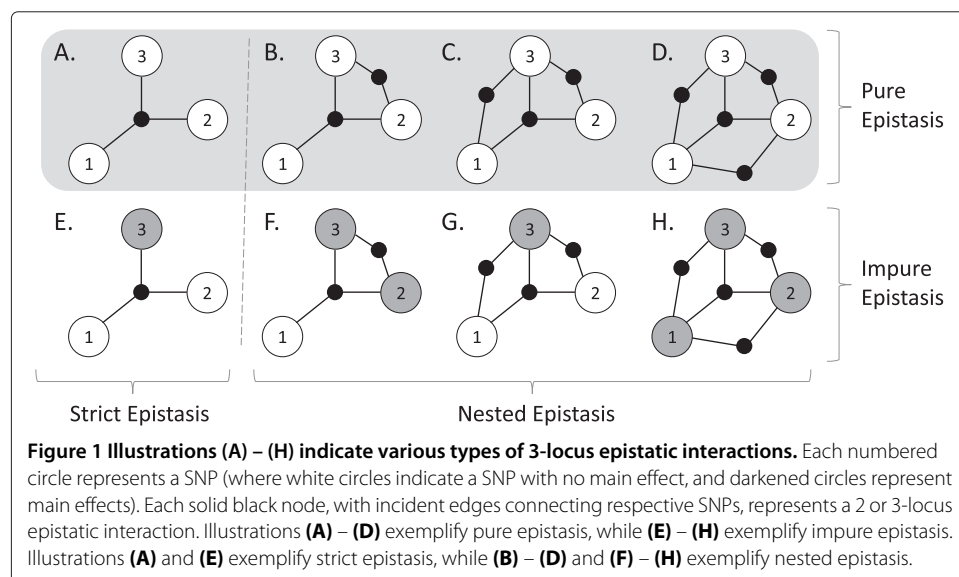 A. B. C. D.
3 3 3 3
2 2 2 2
1 1 1 1
Pure
Epistasis
E. F. G. H.
3 3 3 3
2 2 2 2
1 1 1 1
Impure
Epistasis
Strict Epistasis Nested Epistasis
Figure 1 Illustrations (A) – (H) indicate various types of 3-locus epistatic interactions. Each numbered
circle represents a SNP (where white circles indicate a SNP with no main effect, and darkened circles represent
main effects). Each solid black node, with incident edges connecting respective SNPs, represents a 2 or 3-locus
epistatic interaction. Illustrations (A) – (D) exemplify pure epistasis, while (E) – (H) exemplify impure epistasis.
Illustrations (A) and (E) exemplify strict epistasis, while (B) – (D) and (F) – (H) exemplify nested epistasis.